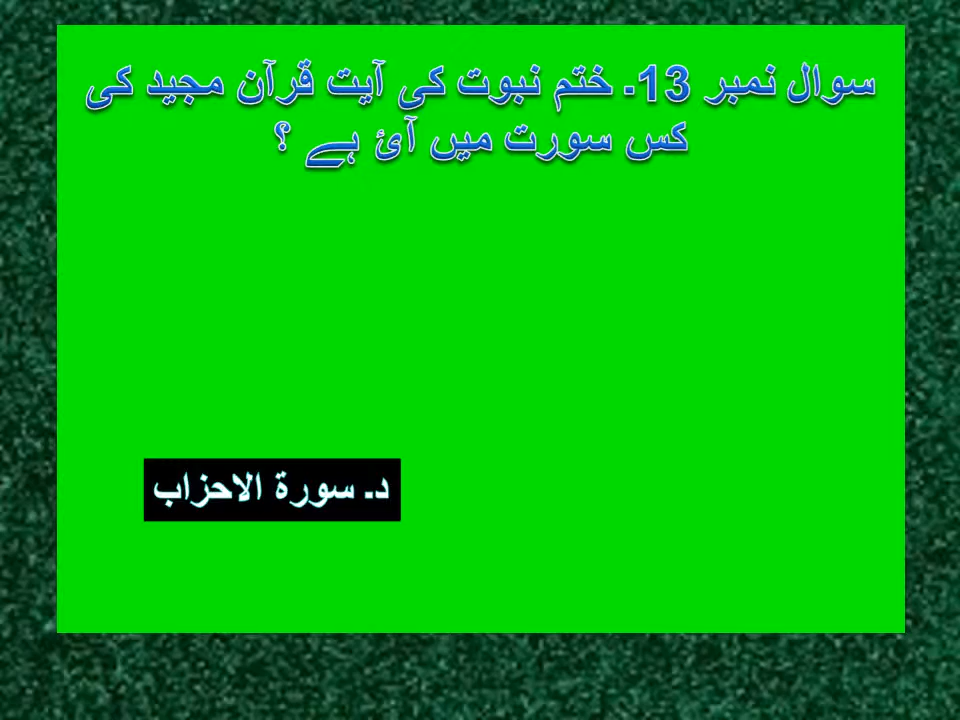 سوال نمبر 13۔ ختم نبوت کی آیت قرآن مجید کی
کس سورت میں آئ ہے ؟
د۔ سورۃ الاحزاب